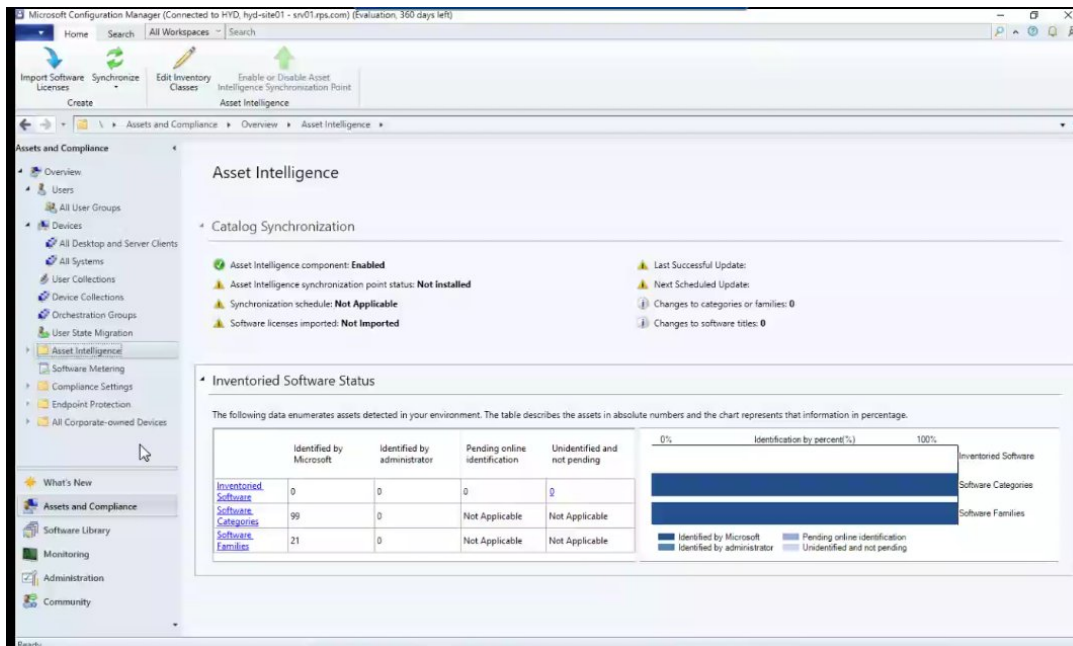 Microsoft Configuration Manager (Connected to HYD, hyd-site01 - srv01.rps.com) (Evaluation, 360 days left)
Home Search All Workspaces Search
Import Software Licenses
Synchronize
Edit Inventory Classes
Enable or Disable Asset Intelligence Synchronization Point
Create
Asset Intelligence
\ Assets and Compliance Overview Asset Intelligence
Assets and Compliance
Overview
Users
All User Groups
Devices
All Desktop and Server Clients
All Systems
User Collections
Device Collections
Orchestration Groups
User State Migration
Asset Intelligence
Software Metering
Compliance Settings
Endpoint Protection
All Corporate-owned Devices
What's New
Assets and Compliance
Software Library
Monitoring
Administration
Community
Asset Intelligence
Catalog Synchronization
Asset Intelligence component: Enabled
Asset Intelligence synchronization point status: Not installed
Synchronization schedule: Not Applicable
Software licenses imported: Not Imported
Last Successful Update:
Next Scheduled Update:
Changes to categories or families: 0
Changes to software titles: 0
Inventoried Software Status
The following data enumerates assets detected in your environment. The table describes the assets in absolute numbers and the chart represents that information in percentage.
Identified by Microsoft
Identified by administrator
Pending online identification
Unidentified and not pending
Inventoried Software 0 0 0 0
Software Categories 99 0 Not Applicable Not Applicable
Software Families 21 0 Not Applicable Not Applicable
0% Identification by percent(%) 100%
Inventoried Software
Software Categories
Software Families
Identified by Microsoft Pending online identification
Identified by administrator Unidentified and not pending
Ready